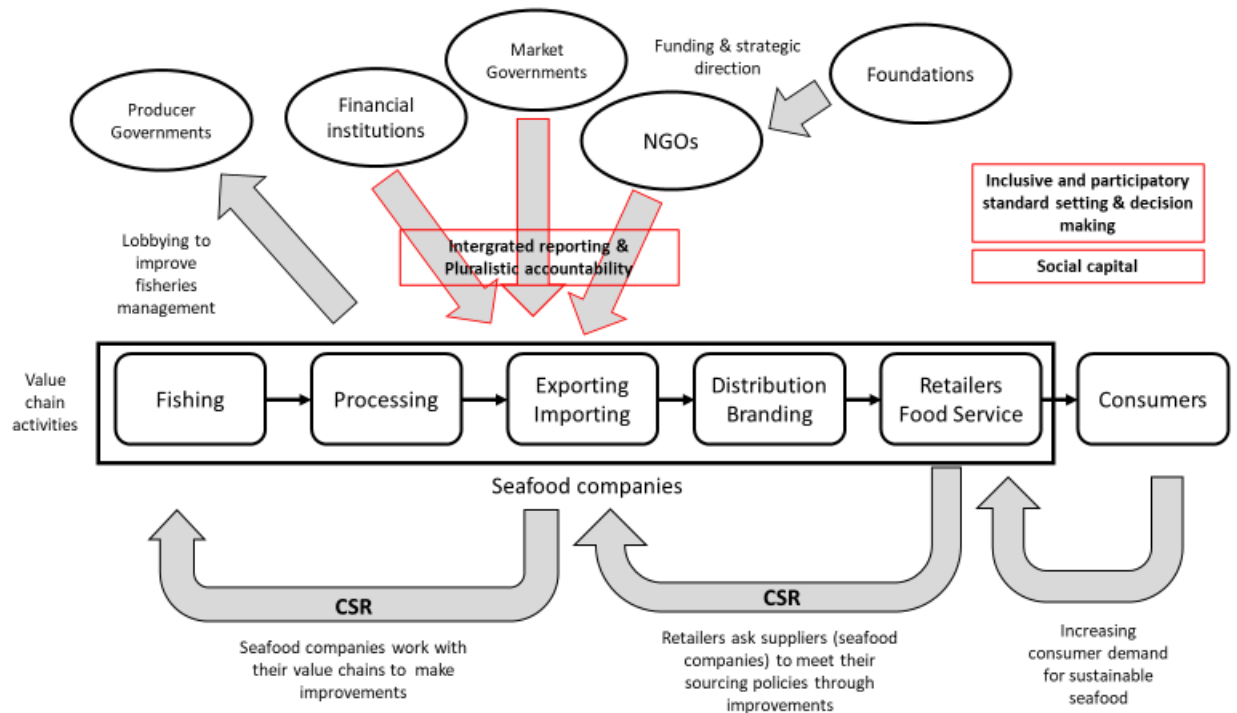 Market
Governments
Funding & strategic
direction
Foundations
Producer
Governments
Financial
institutions
NGOs
Inclusive and participatory
standard setting & decision
making
Social capital
Lobbying to
improve
fisheries
management
Intergrated reporting &
Pluralistic accountability
Value
chain
activities
Fishing
Processing
Exporting
Importing
Distribution
Branding
Retailers
Food Service
Consumers
Seafood companies
CSR
CSR
Seafood companies work with
their value chains to make
improvements
Retailers ask suppliers (seafood
companies) to meet their
sourcing policies through
improvements
Increasing
consumer demand
for sustainable
seafood